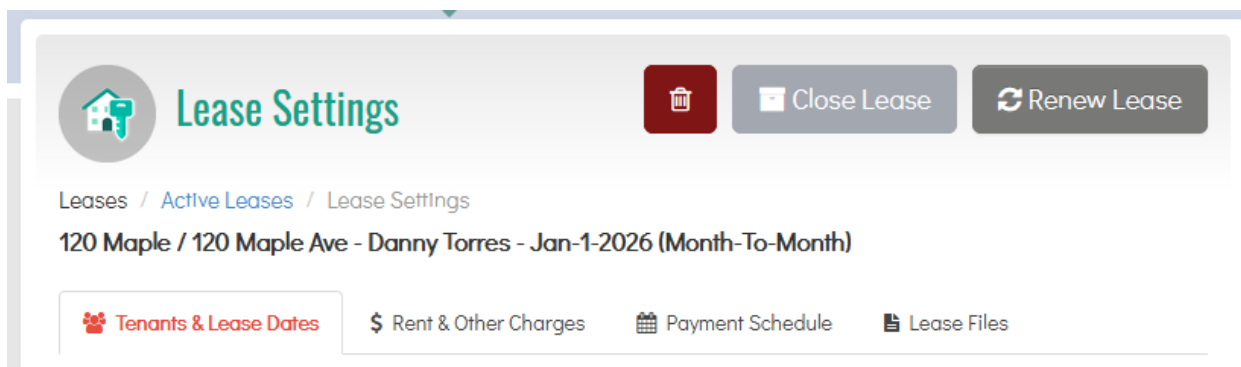 Lease Settings
Close Lease
Renew Lease
Leases / Active Leases / Lease Settings
120 Maple / 120 Maple Ave - Danny Torres - Jan-1-2026 (Month-To-Month)
Tenants & Lease Dates
$ Rent & Other Charges
Payment Schedule
Lease Files